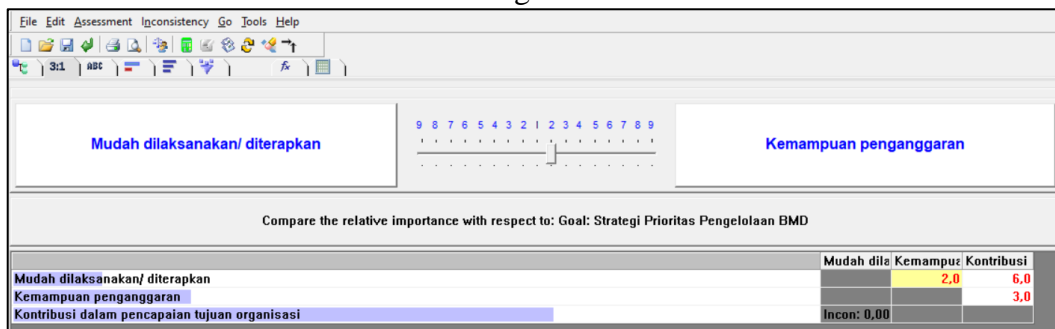 File Edit Assessment Inconsistency Go Tools Help
3:1 ABC fx
Mudah dilaksanakan/ diterapkan
9 8 7 6 5 4 3 2 1 2 3 4 5 6 7 8 9
Kemampuan penganggaran
Compare the relative importance with respect to: Goal: Strategi Prioritas Pengelolaan BMD
Mudah dila Kemampua Kontribusi
Mudah dilaksanakan/ diterapkan 2,0 6,0
Kemampuan penganggaran 3,0
Kontribusi dalam pencapaian tujuan organisasi Incon: 0,00